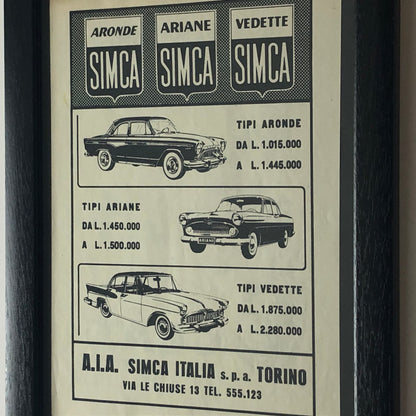 ARONDE ARIANE VEDETTE
SIMCA SIMCA SIMCA
TIPI ARONDE
DA L. 1.015.000
A L. 1.445.000
TIPI ARIANE
DA L. 1.450.000
A L. 1.500.000
ARIANE
TIPI VEDETTE
DA L. 1.875.000
A L. 2.280.000
A.I.A. SIMCA ITALIA s.p.a. TORINO
VIA LE CHIUSE 13 TEL. 555.123